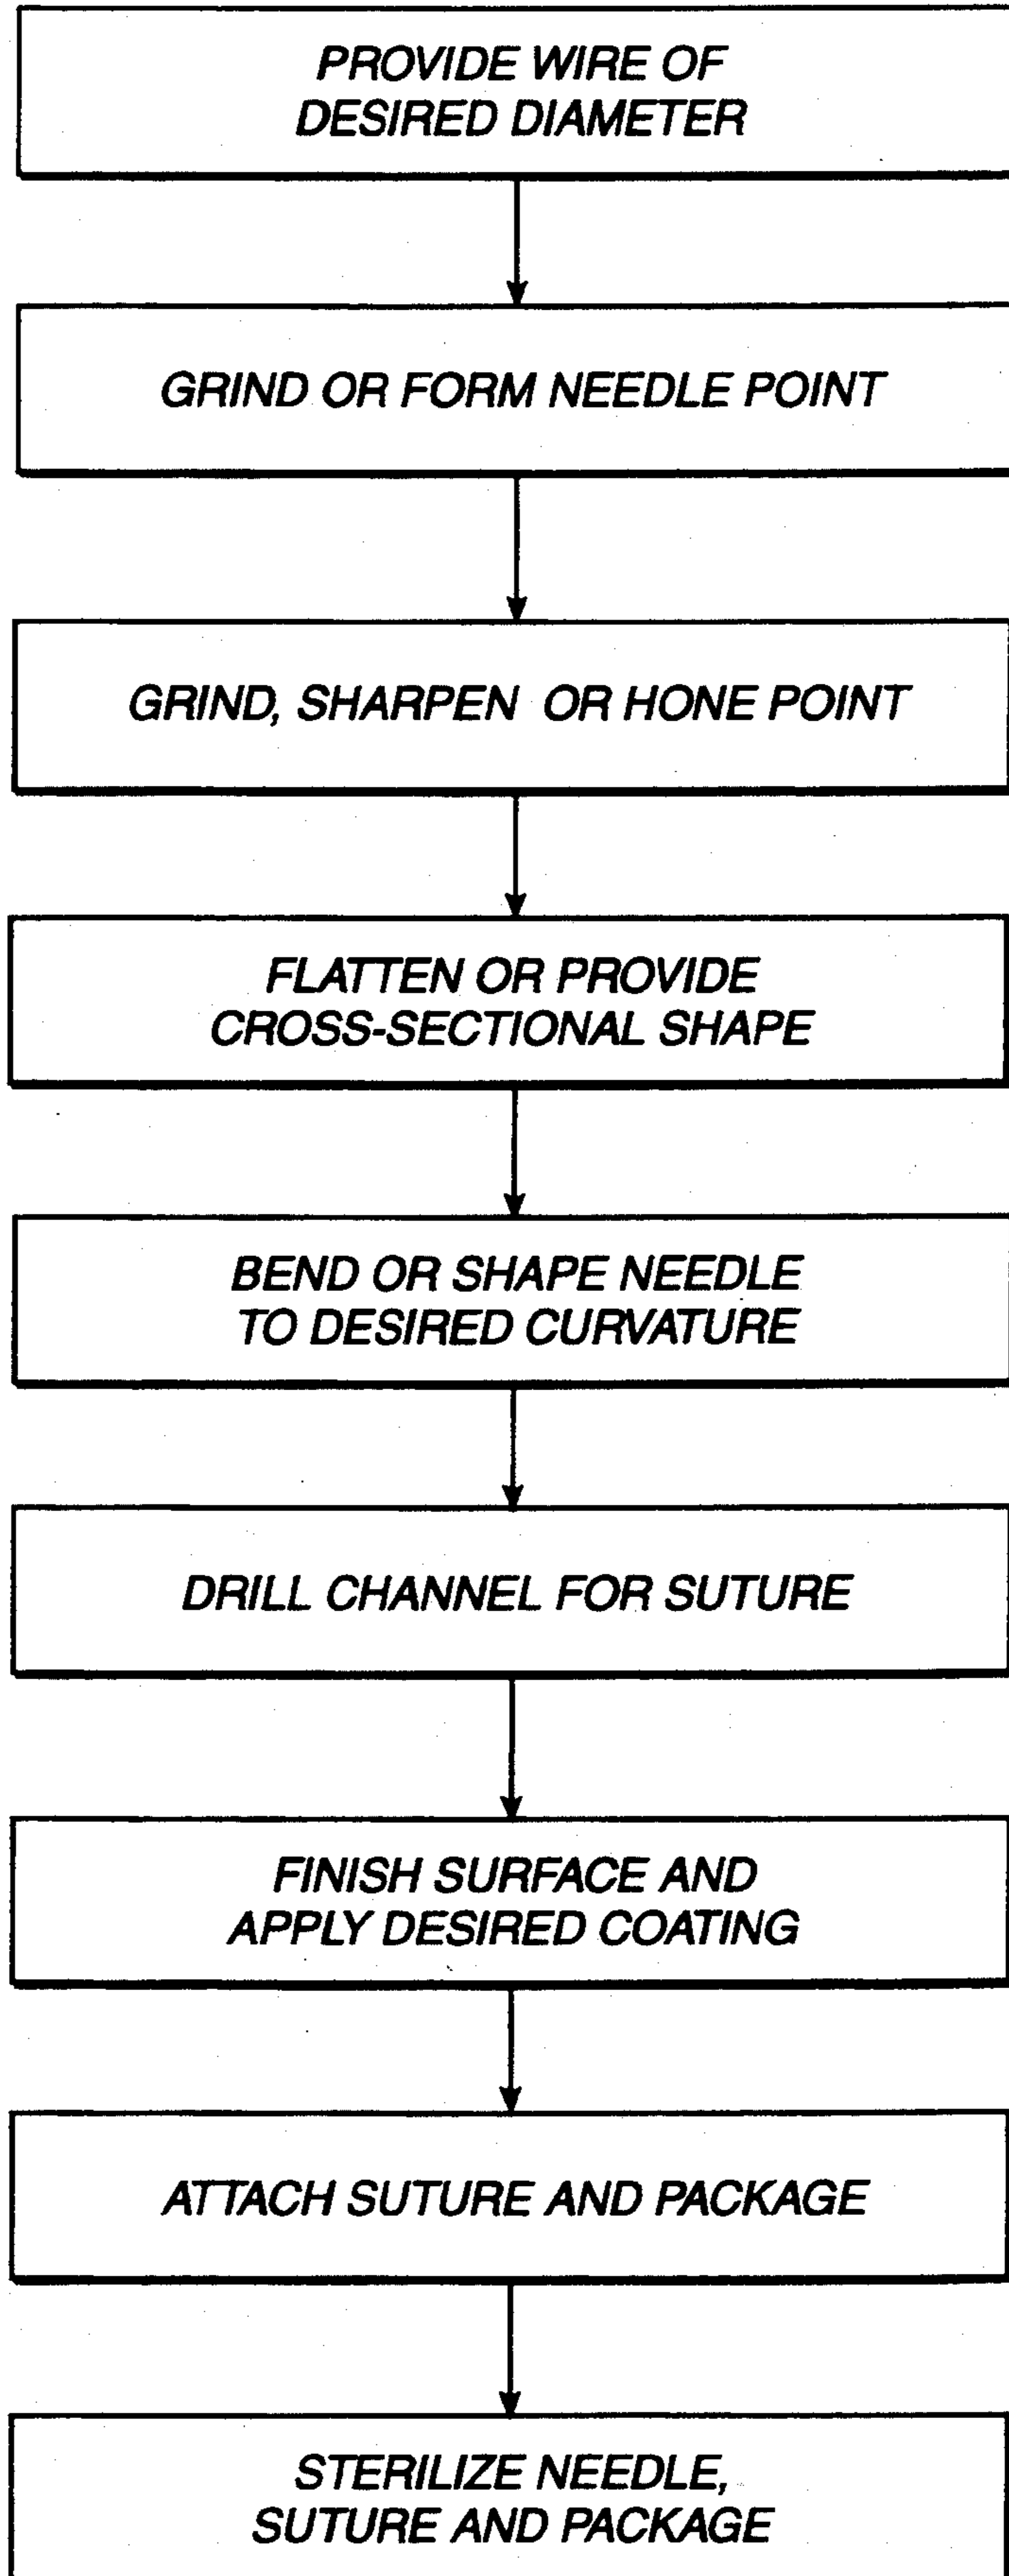 PROVIDE WIRE OF
DESIRED DIAMETER
GRIND OR FORM NEEDLE POINT
GRIND, SHARPEN OR HONE POINT
FLATTEN OR PROVIDE
CROSS-SECTIONAL SHAPE
BEND OR SHAPE NEEDLE
TO DESIRED CURVATURE
DRILL CHANNEL FOR SUTURE
FINISH SURFACE AND
APPLY DESIRED COATING
ATTACH SUTURE AND PACKAGE
STERILIZE NEEDLE,
SUTURE AND PACKAGE